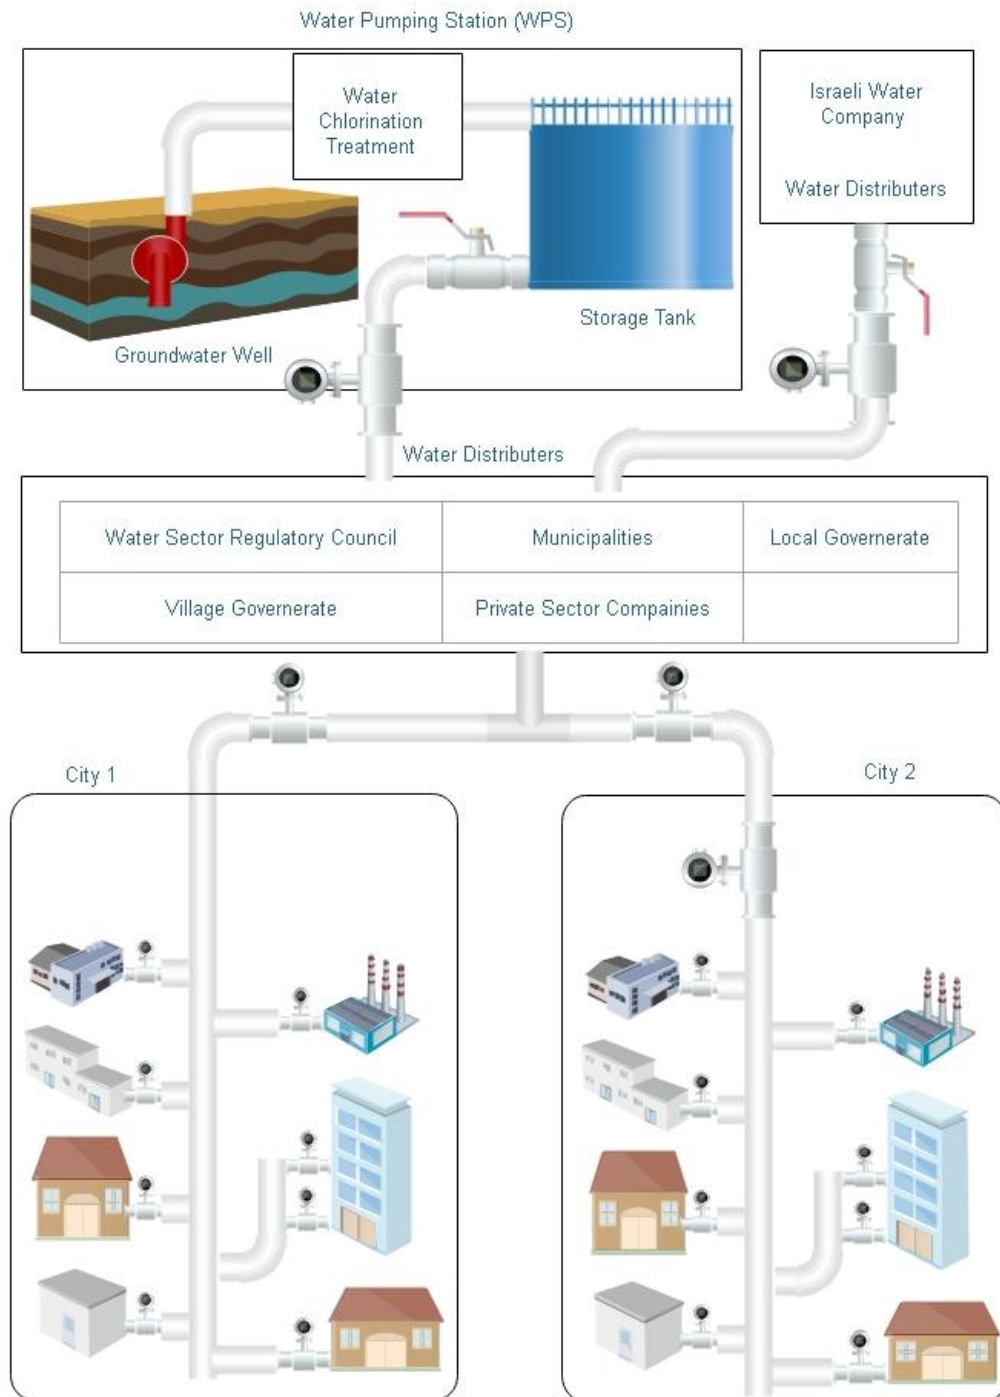 Water Pumping Station (WPS)
Water
Chlorination
Treatment
Israeli Water
Company
Water Distributers
Storage Tank
Groundwater Well
Water Distributers
Water Sector Regulatory Council
Municipalities
Local Governerate
Village Governerate
Private Sector Compainies
City 1
City 2